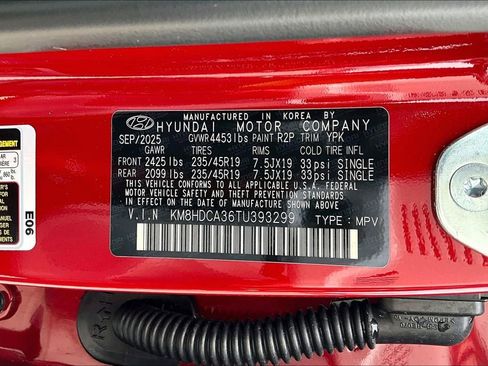 MANUFACTURED IN KOREA BY
HYUNDAI MOTOR COMPANY
SEP/2025 GVWR4453lbs PAINT R2P TRIM YPK
GAWR TIRES RIMS COLD TIRE INFL
FRONT 2425 lbs 235/45R19 7.5JX19 33psi SINGLE
REAR 2099 lbs 235/45R19 7.5JX19 33psi SINGLE
THIS VEHICLE CONFORMS TO ALL APPLICABLE U.S.A. FEDERAL
MOTOR VEHICLE SAFETY BUMPER, AND THEFT
PREVENTION STANDARDS IN EFFECT ON THE DATE OF
MANUFACTURE SHOWN ABOVE.
V.I.N KM8HDCA36TU393299 TYPE : MPV
E06